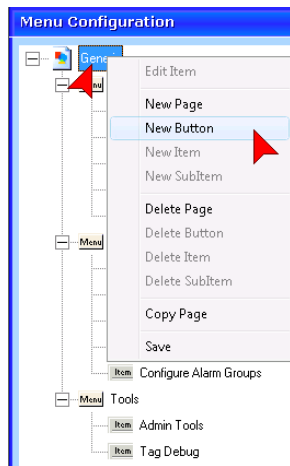 Menu Configuration
Edit Item
New Page
New Button
New Item
New SubItem
Delete Page
Delete Button
Delete Item
Delete SubItem
Copy Page
Save
Menu
Item Configure Alarm Groups
Menu Tools
Item Admin Tools
Item Tag Debug